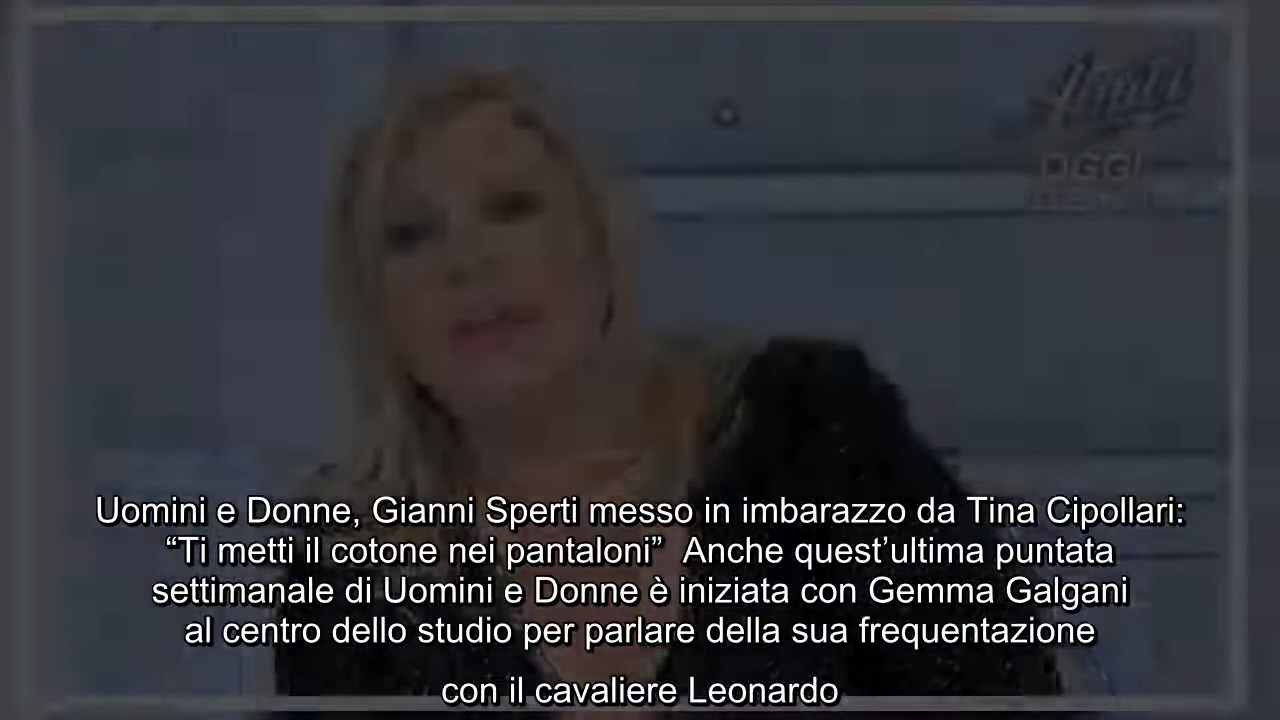 Amici
OGGI
Uomini e Donne, Gianni Sperti messo in imbarazzo da Tina Cipollari:
“Ti metti il cotone nei pantaloni”  Anche quest’ultima puntata
settimanale di Uomini e Donne è iniziata con Gemma Galgani
al centro dello studio per parlare della sua frequentazione
con il cavaliere Leonardo